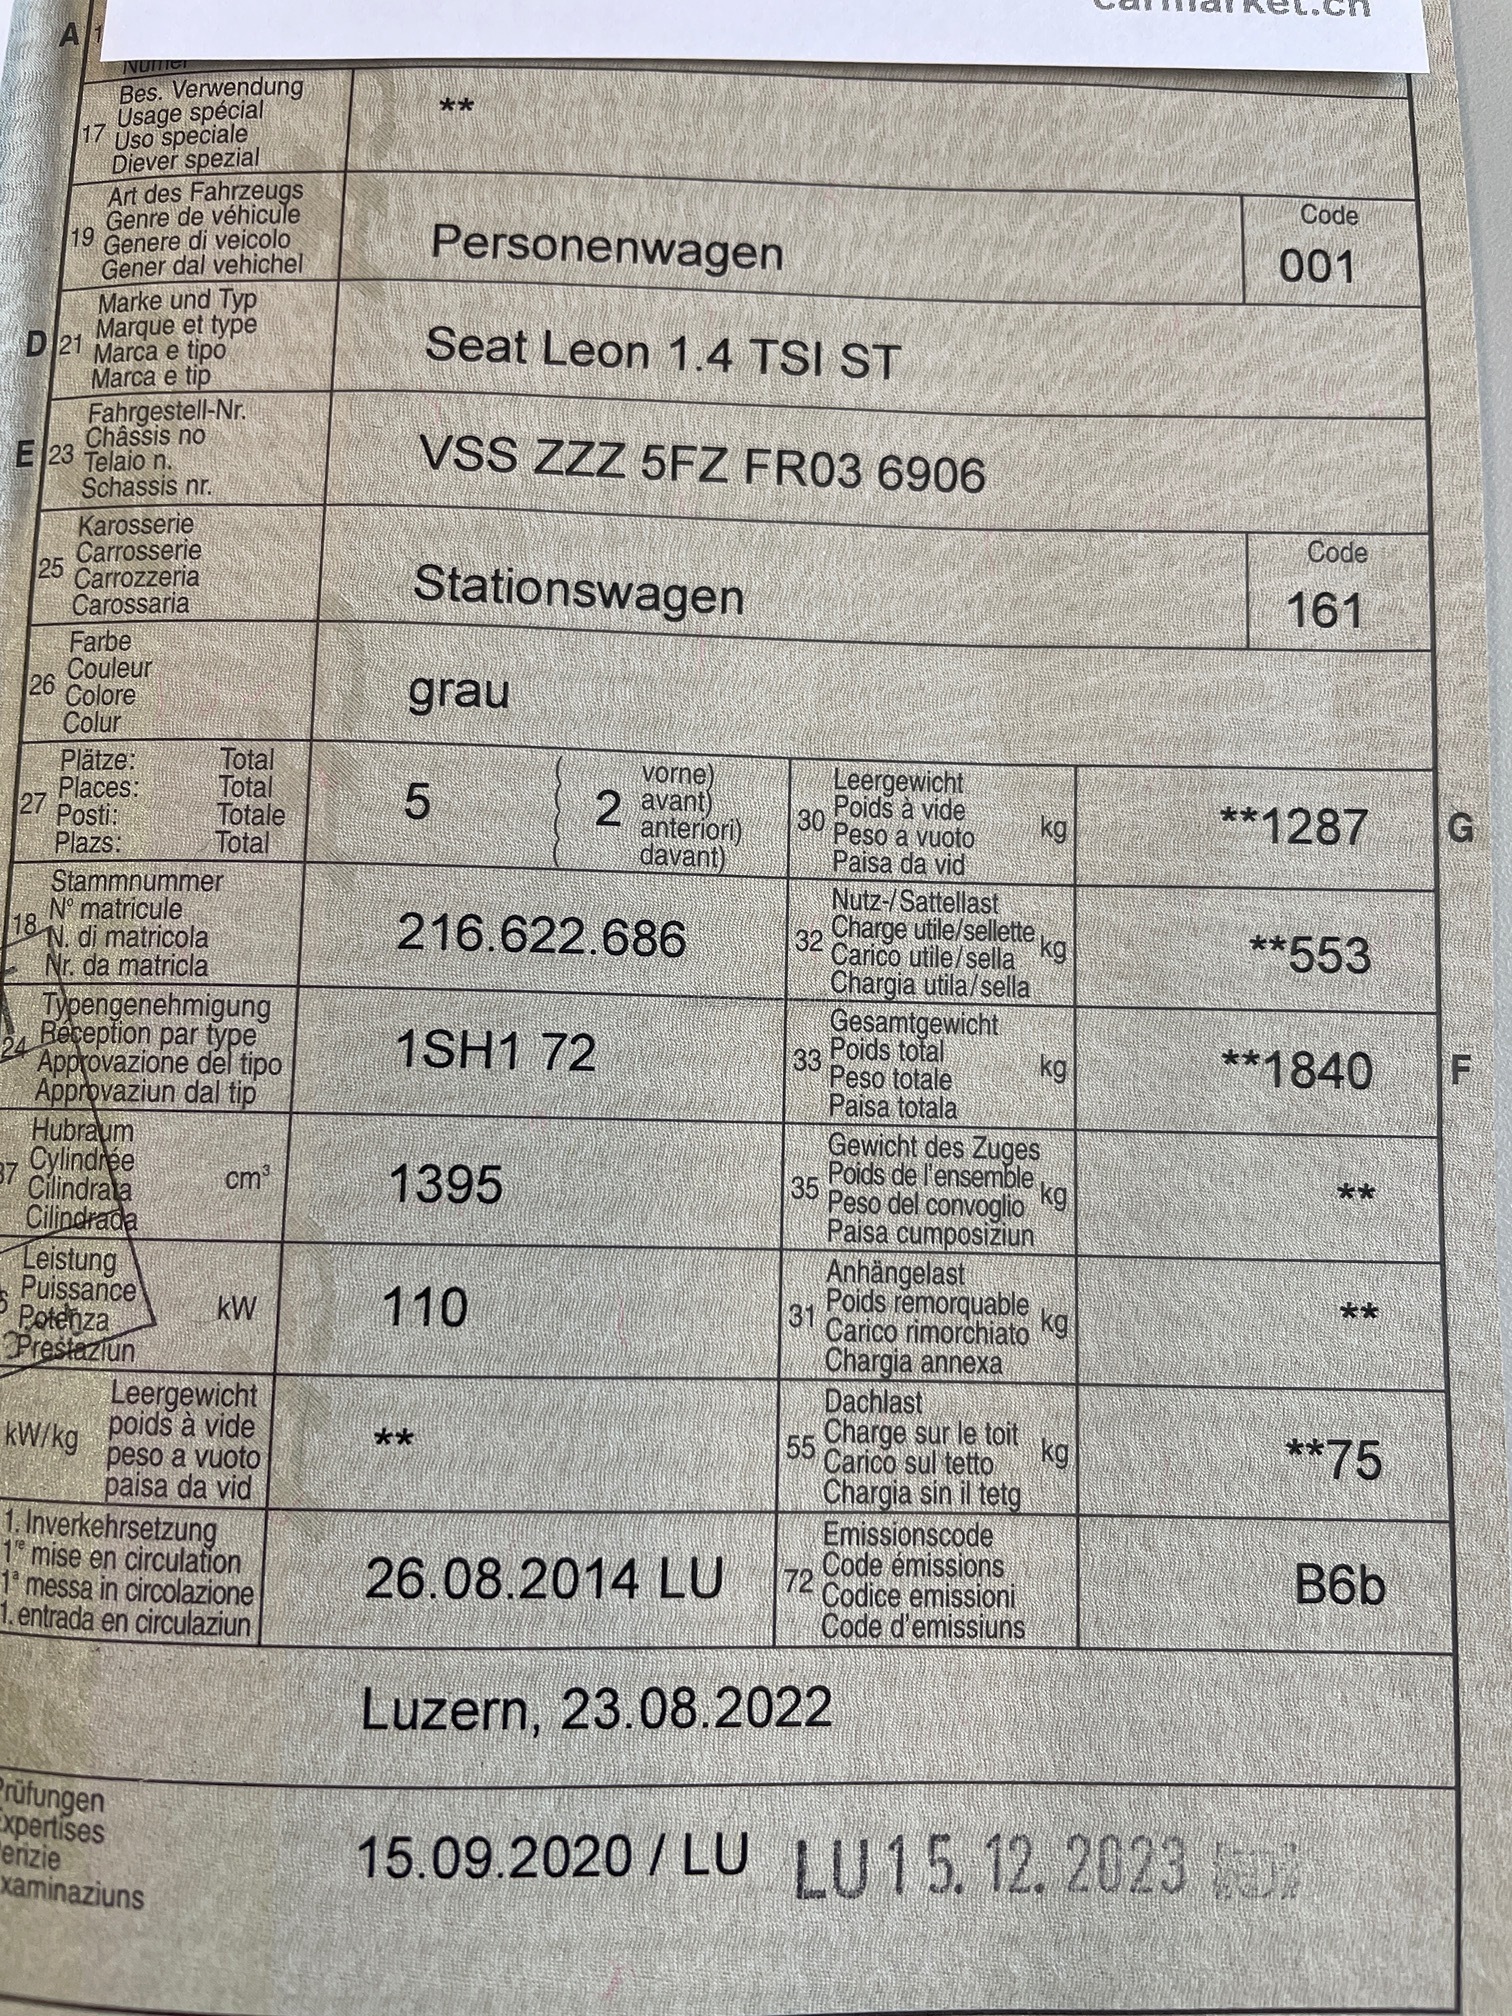 carmarket.ch
A 1
Numer
17 Bes. Verwendung
Usage spécial
Uso speciale
Diever spezial
**
19 Art des Fahrzeugs
Genre de véhicule
Genere di veicolo
Gener dal vehichel
Personenwagen
Code
001
D 21 Marke und Typ
Marque et type
Marca e tipo
Marca e tip
Seat Leon 1.4 TSI ST
E 23 Fahrgestell-Nr.
Châssis no
Telaio n.
Schassis nr.
VSS ZZZ 5FZ FR03 6906
25 Karosserie
Carrosserie
Carrozzeria
Carossaria
Stationswagen
Code
161
26 Farbe
Couleur
Colore
Colur
grau
27 Plätze: Total
Places: Total
Posti: Totale
Plazs: Total
5 ( 2 vorne)
avant)
anteriori)
davant)
30 Leergewicht
Poids à vide
Peso a vuoto
Paisa da vid
kg
**1287 G
18 Stammnummer
N° matricule
N. di matricola
Nr. da matricla
216.622.686
32 Nutz-/Sattellast
Charge utile/sellette
Carico utile/sella
Chargia utila/sella
kg
**553
24 Typengenehmigung
Réception par type
Approvazione del tipo
Approvaziun dal tip
1SH1 72
33 Gesamtgewicht
Poids total
Peso totale
Paisa totala
kg
**1840 F
37 Hubraum
Cylindrée
Cilindrata
Cilindrada
cm³
1395
35 Gewicht des Zuges
Poids de l'ensemble
Peso del convoglio
Paisa cumposiziun
kg
**
Leistung
Puissance
Potenza
Prestaziun
kW
110
31 Anhängelast
Poids remorquable
Carico rimorchiato
Chargia annexa
kg
**
kW/kg Leergewicht
poids à vide
peso a vuoto
paisa da vid
**
55 Dachlast
Charge sur le toit
Carico sul tetto
Chargia sin il tetg
kg
**75
1. Inverkehrsetzung
1re mise en circulation
1a messa in circolazione
1. entrada en circulaziun
26.08.2014 LU
72 Emissionscode
Code émissions
Codice emissioni
Code d'emissiuns
B6b
Luzern, 23.08.2022
Prüfungen
Expertises
erizie
xaminaziuns
15.09.2020 / LU LU 15. 12. 2023